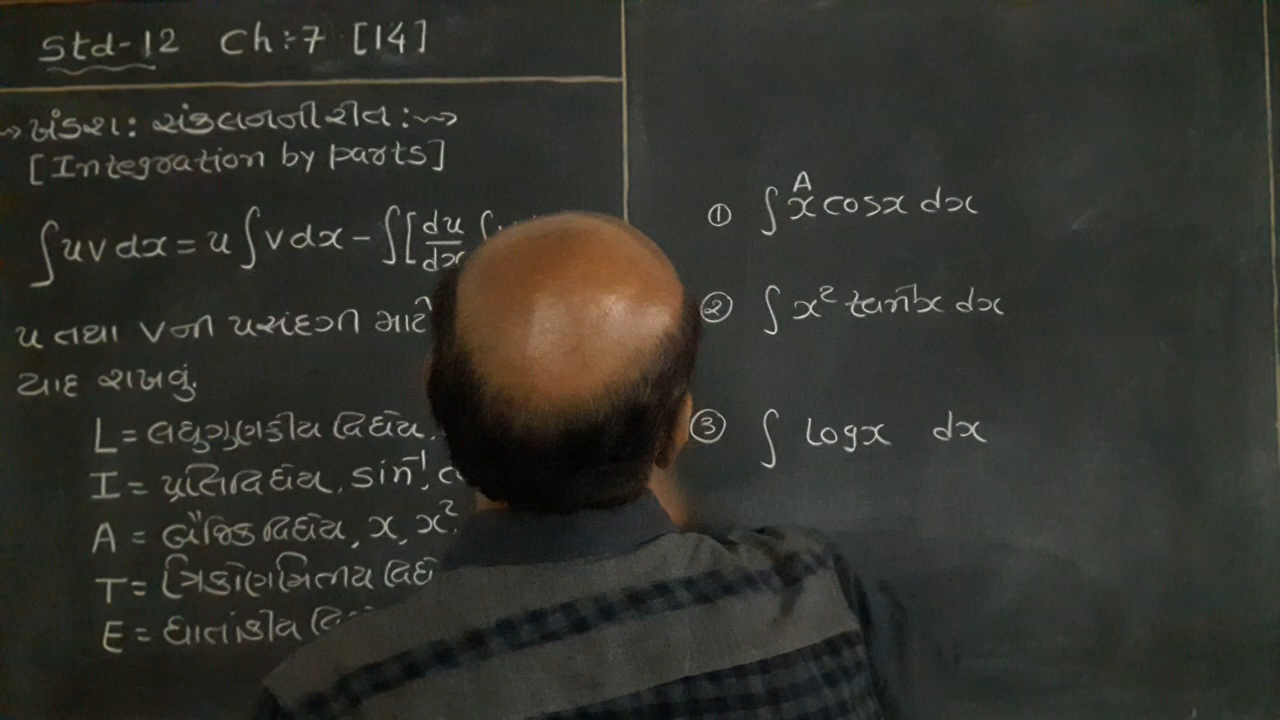 Std-12 Ch:7 [14]
→ ખંડશ: સંકલનની રીત :→
[Integration by parts]
∫uv dx = u ∫v dx - ∫[du/dx ∫
u તથા v ની પસંદગી માટે
યાદ રાખવું.
L = લઘુગુણકીય વિધેય.
I = પ્રતિવિધેય, sin⁻¹, c
A = બૈજિક વિધેય, x, x².
T = ત્રિકોણમિતીય વિધે
E = ઘાતાંકીય વિ
① ∫ x cosx dx
A
② ∫ x² tan⁻¹x dx
③ ∫ logx dx